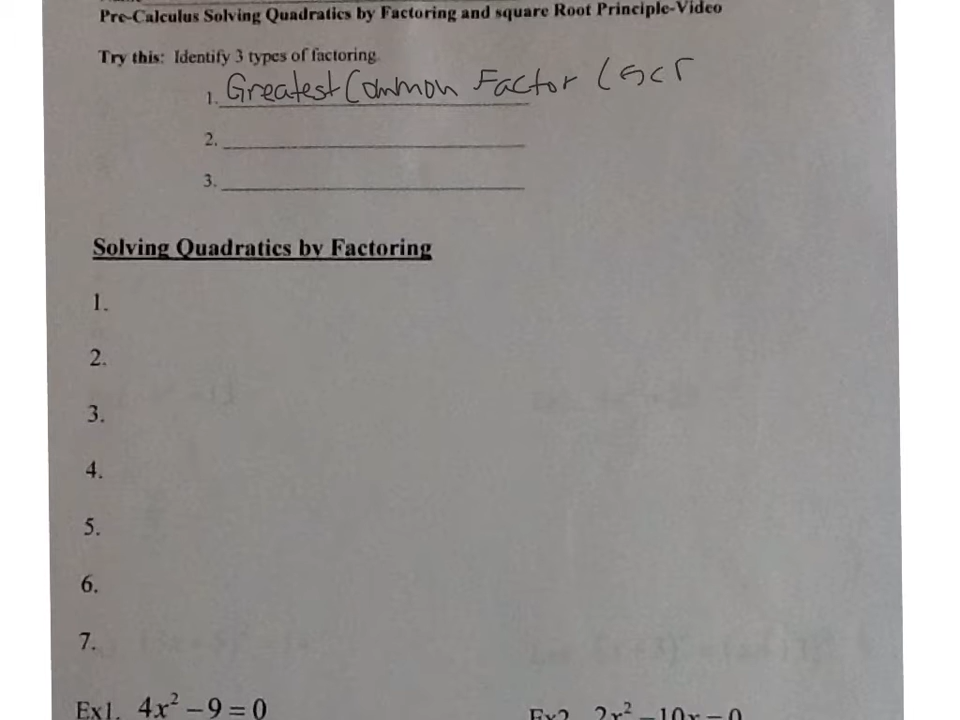 Pre-Calculus Solving Quadratics by Factoring and square Root Principle-Video
Try this: Identify 3 types of factoring.
1. Greatest Common Factor (GCF
2.
3.
Solving Quadratics by Factoring
1.
2.
3.
4.
5.
6.
7.
Ex1. 4x² – 9 = 0
Ex2. 2x² – 10x = 0